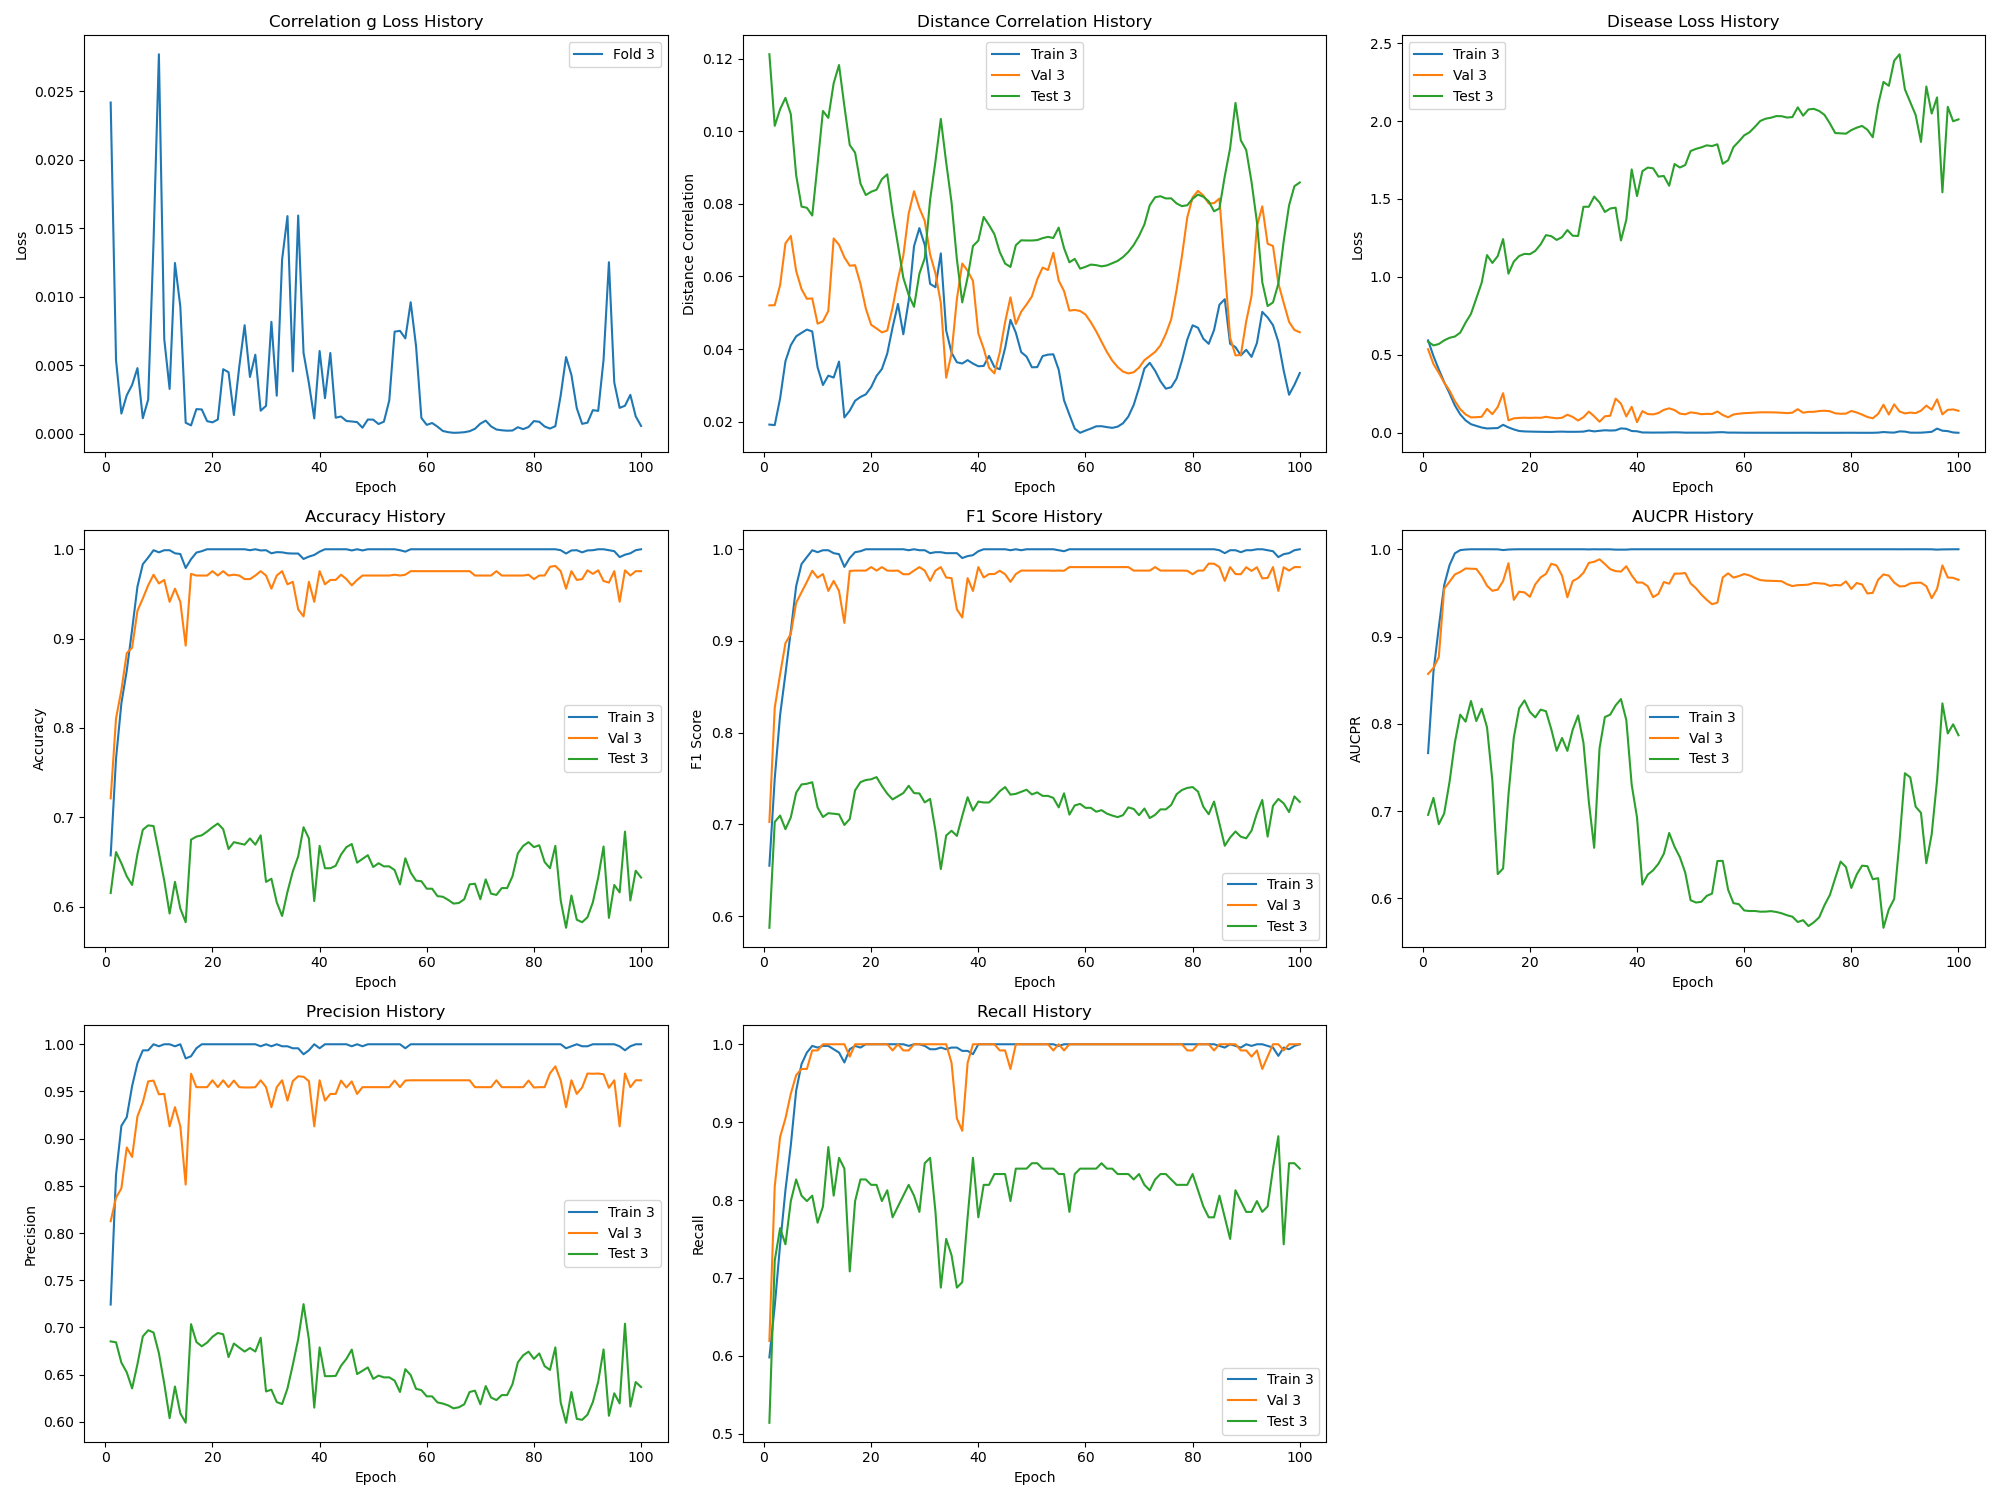 Correlation g Loss History
Fold 3
0.025
0.020
0.015
0.010
0.005
0.000
Loss
0 20 40 60 80 100
Epoch
Distance Correlation History
Train 3
Val 3
Test 3
0.12
0.10
0.08
0.06
0.04
0.02
Distance Correlation
0 20 40 60 80 100
Epoch
Disease Loss History
Train 3
Val 3
Test 3
2.5
2.0
1.5
1.0
0.5
0.0
Loss
0 20 40 60 80 100
Epoch
Accuracy History
1.0
0.9
0.8
0.7
0.6
Accuracy
Train 3
Val 3
Test 3
0 20 40 60 80 100
Epoch
F1 Score History
1.0
0.9
0.8
0.7
0.6
F1 Score
Train 3
Val 3
Test 3
0 20 40 60 80 100
Epoch
AUCPR History
1.0
0.9
0.8
0.7
0.6
AUCPR
Train 3
Val 3
Test 3
0 20 40 60 80 100
Epoch
Precision History
1.00
0.95
0.90
0.85
0.80
0.75
0.70
0.65
0.60
Precision
Train 3
Val 3
Test 3
0 20 40 60 80 100
Epoch
Recall History
1.0
0.9
0.8
0.7
0.6
0.5
Recall
Train 3
Val 3
Test 3
0 20 40 60 80 100
Epoch